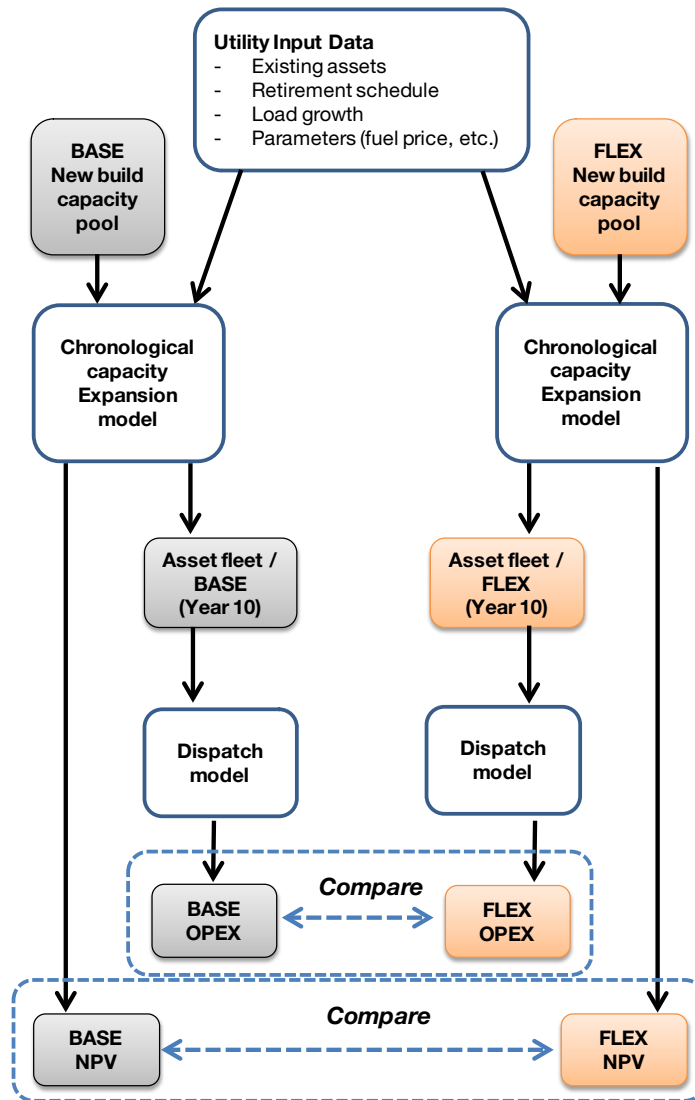 Utility Input Data
- Existing assets
- Retirement schedule
- Load growth
- Parameters (fuel price, etc.)
BASE
New build
capacity
pool
FLEX
New build
capacity
pool
Chronological
capacity
Expansion
model
Chronological
capacity
Expansion
model
Asset fleet /
BASE
(Year 10)
Asset fleet /
FLEX
(Year 10)
Dispatch
model
Dispatch
model
Compare
BASE
OPEX
FLEX
OPEX
Compare
BASE
NPV
FLEX
NPV